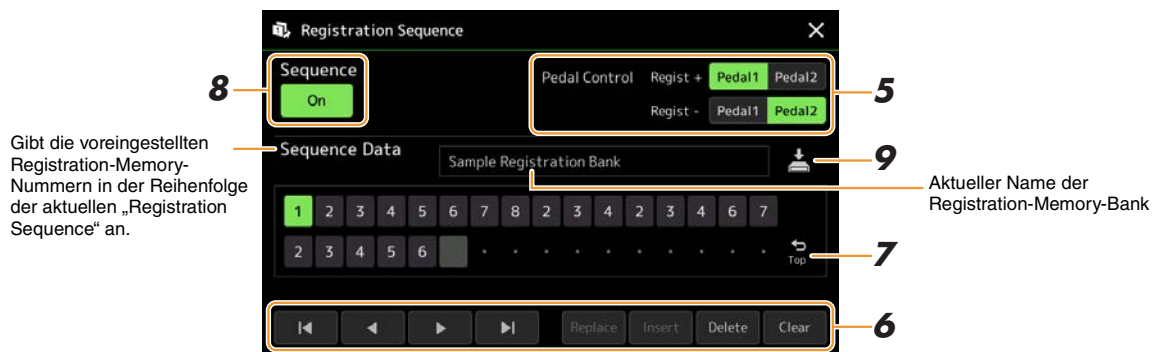 Registration Sequence
Sequence
On
8
Pedal Control Regist + Pedal1 Pedal2
Regist - Pedal1 Pedal2
5
Gibt die voreingestellten
Registration-Memory-
Nummern in der Reihenfolge
der aktuellen „Registration
Sequence“ an.
Sequence Data
Sample Registration Bank
9
Aktueller Name der
Registration-Memory-Bank
1 2 3 4 5 6 7 8 2 3 4 2 3 4 6 7
2 3 4 5 6
Top
7
Replace Insert Delete Clear
6